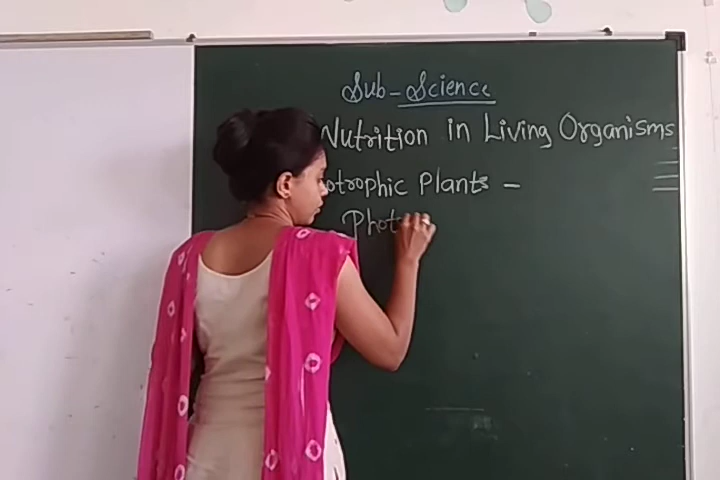 Sub - Science
Nutrition in Living Organisms
otrophic Plants -
Phot